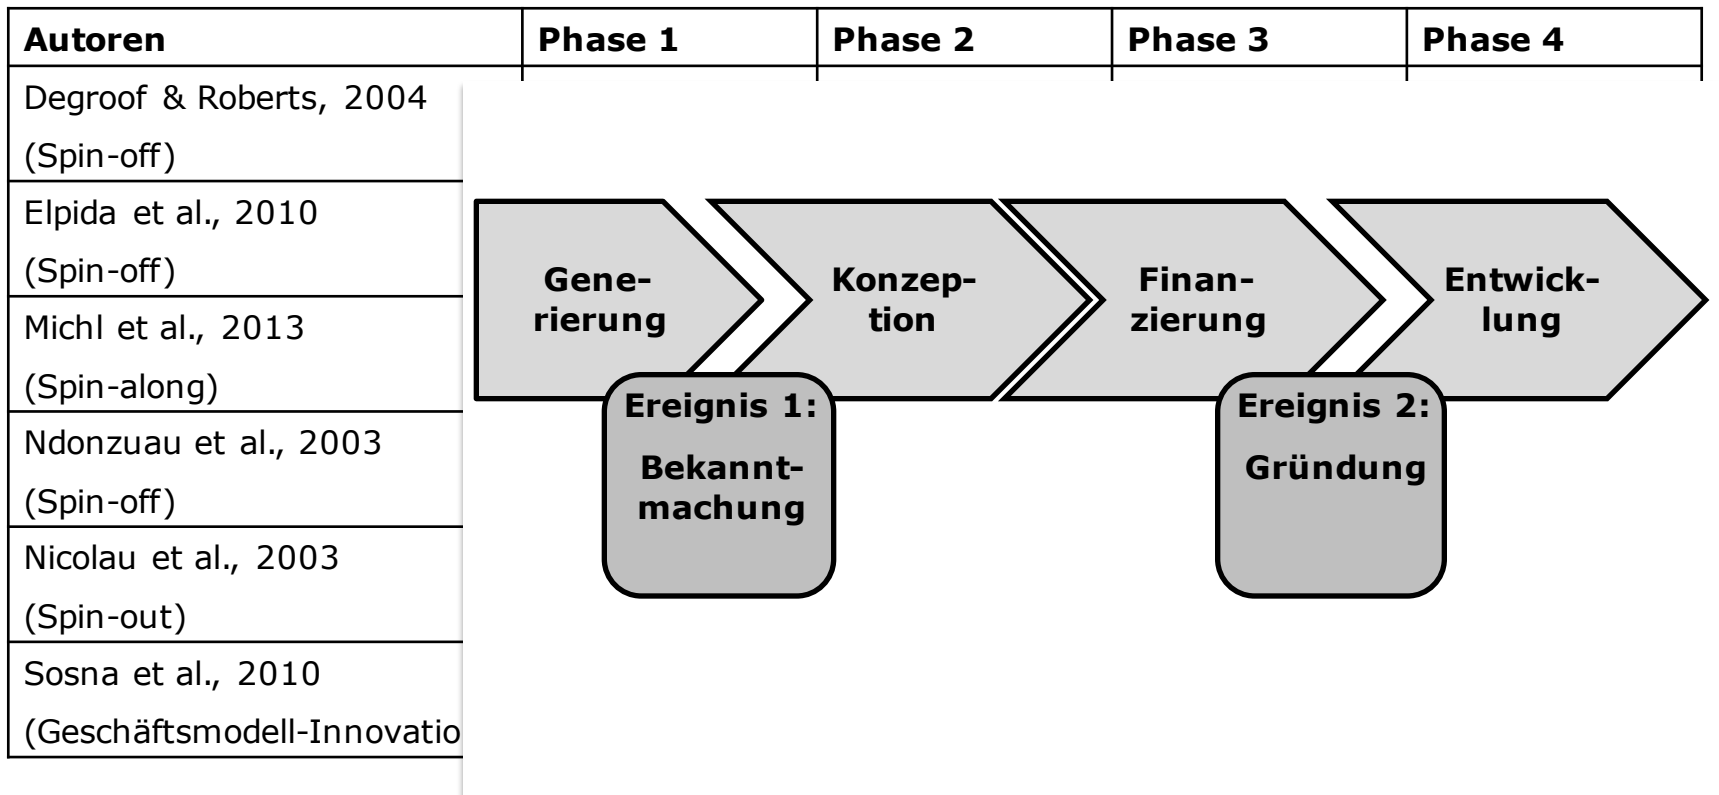 Autoren Phase 1 Phase 2 Phase 3 Phase 4
Degroof & Roberts, 2004
(Spin-off)
Elpida et al., 2010
(Spin-off)
Michl et al., 2013
(Spin-along)
Ndonzuau et al., 2003
(Spin-off)
Nicolau et al., 2003
(Spin-out)
Sosna et al., 2010
(Geschäftsmodell-Innovatio
Gene-
rierung
Konzep-
tion
Finan-
zierung
Entwick-
lung
Ereignis 1:
Bekannt-
machung
Ereignis 2:
Gründung